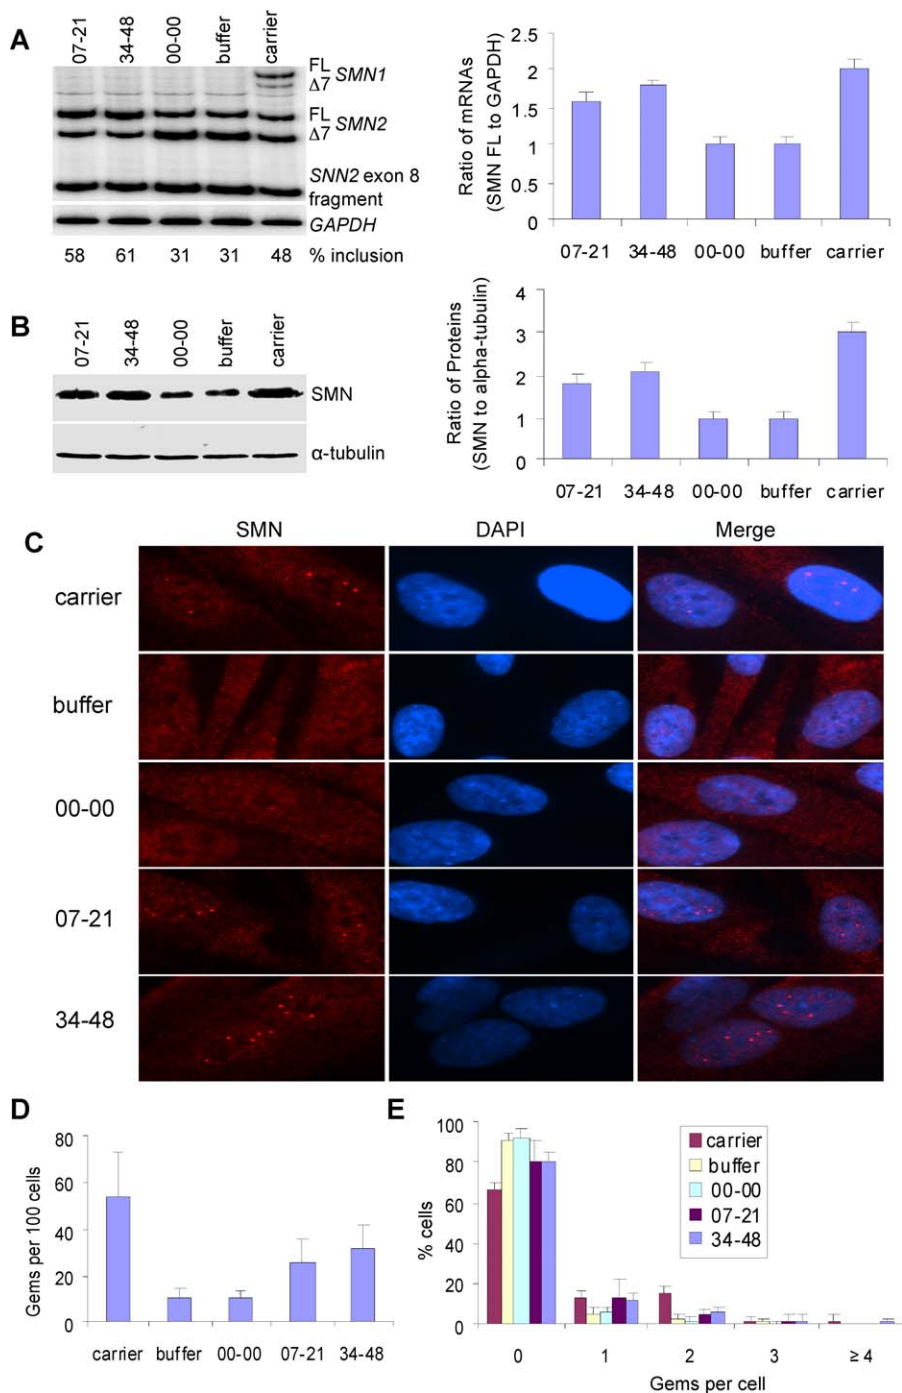 A
07-21 34-48 00-00 buffer carrier
FL
Δ7 SMN1
FL
Δ7 SMN2
SNN2 exon 8
fragment
GAPDH
58 61 31 31 48 % inclusion
Ratio of mRNAs
(SMN FL to GAPDH)
2.5
2
1.5
1
0.5
0
07-21 34-48 00-00 buffer carrier
B
07-21 34-48 00-00 buffer carrier
SMN
α-tubulin
Ratio of Proteins
(SMN to alpha-tubulin)
4
3
2
1
0
07-21 34-48 00-00 buffer carrier
C
SMN DAPI Merge
carrier
buffer
00-00
07-21
34-48
D
Gems per 100 cells
80
60
40
20
0
carrier buffer 00-00 07-21 34-48
E
% cells
100
80
60
40
20
0
carrier
buffer
00-00
07-21
34-48
0 1 2 3 ≥ 4
Gems per cell